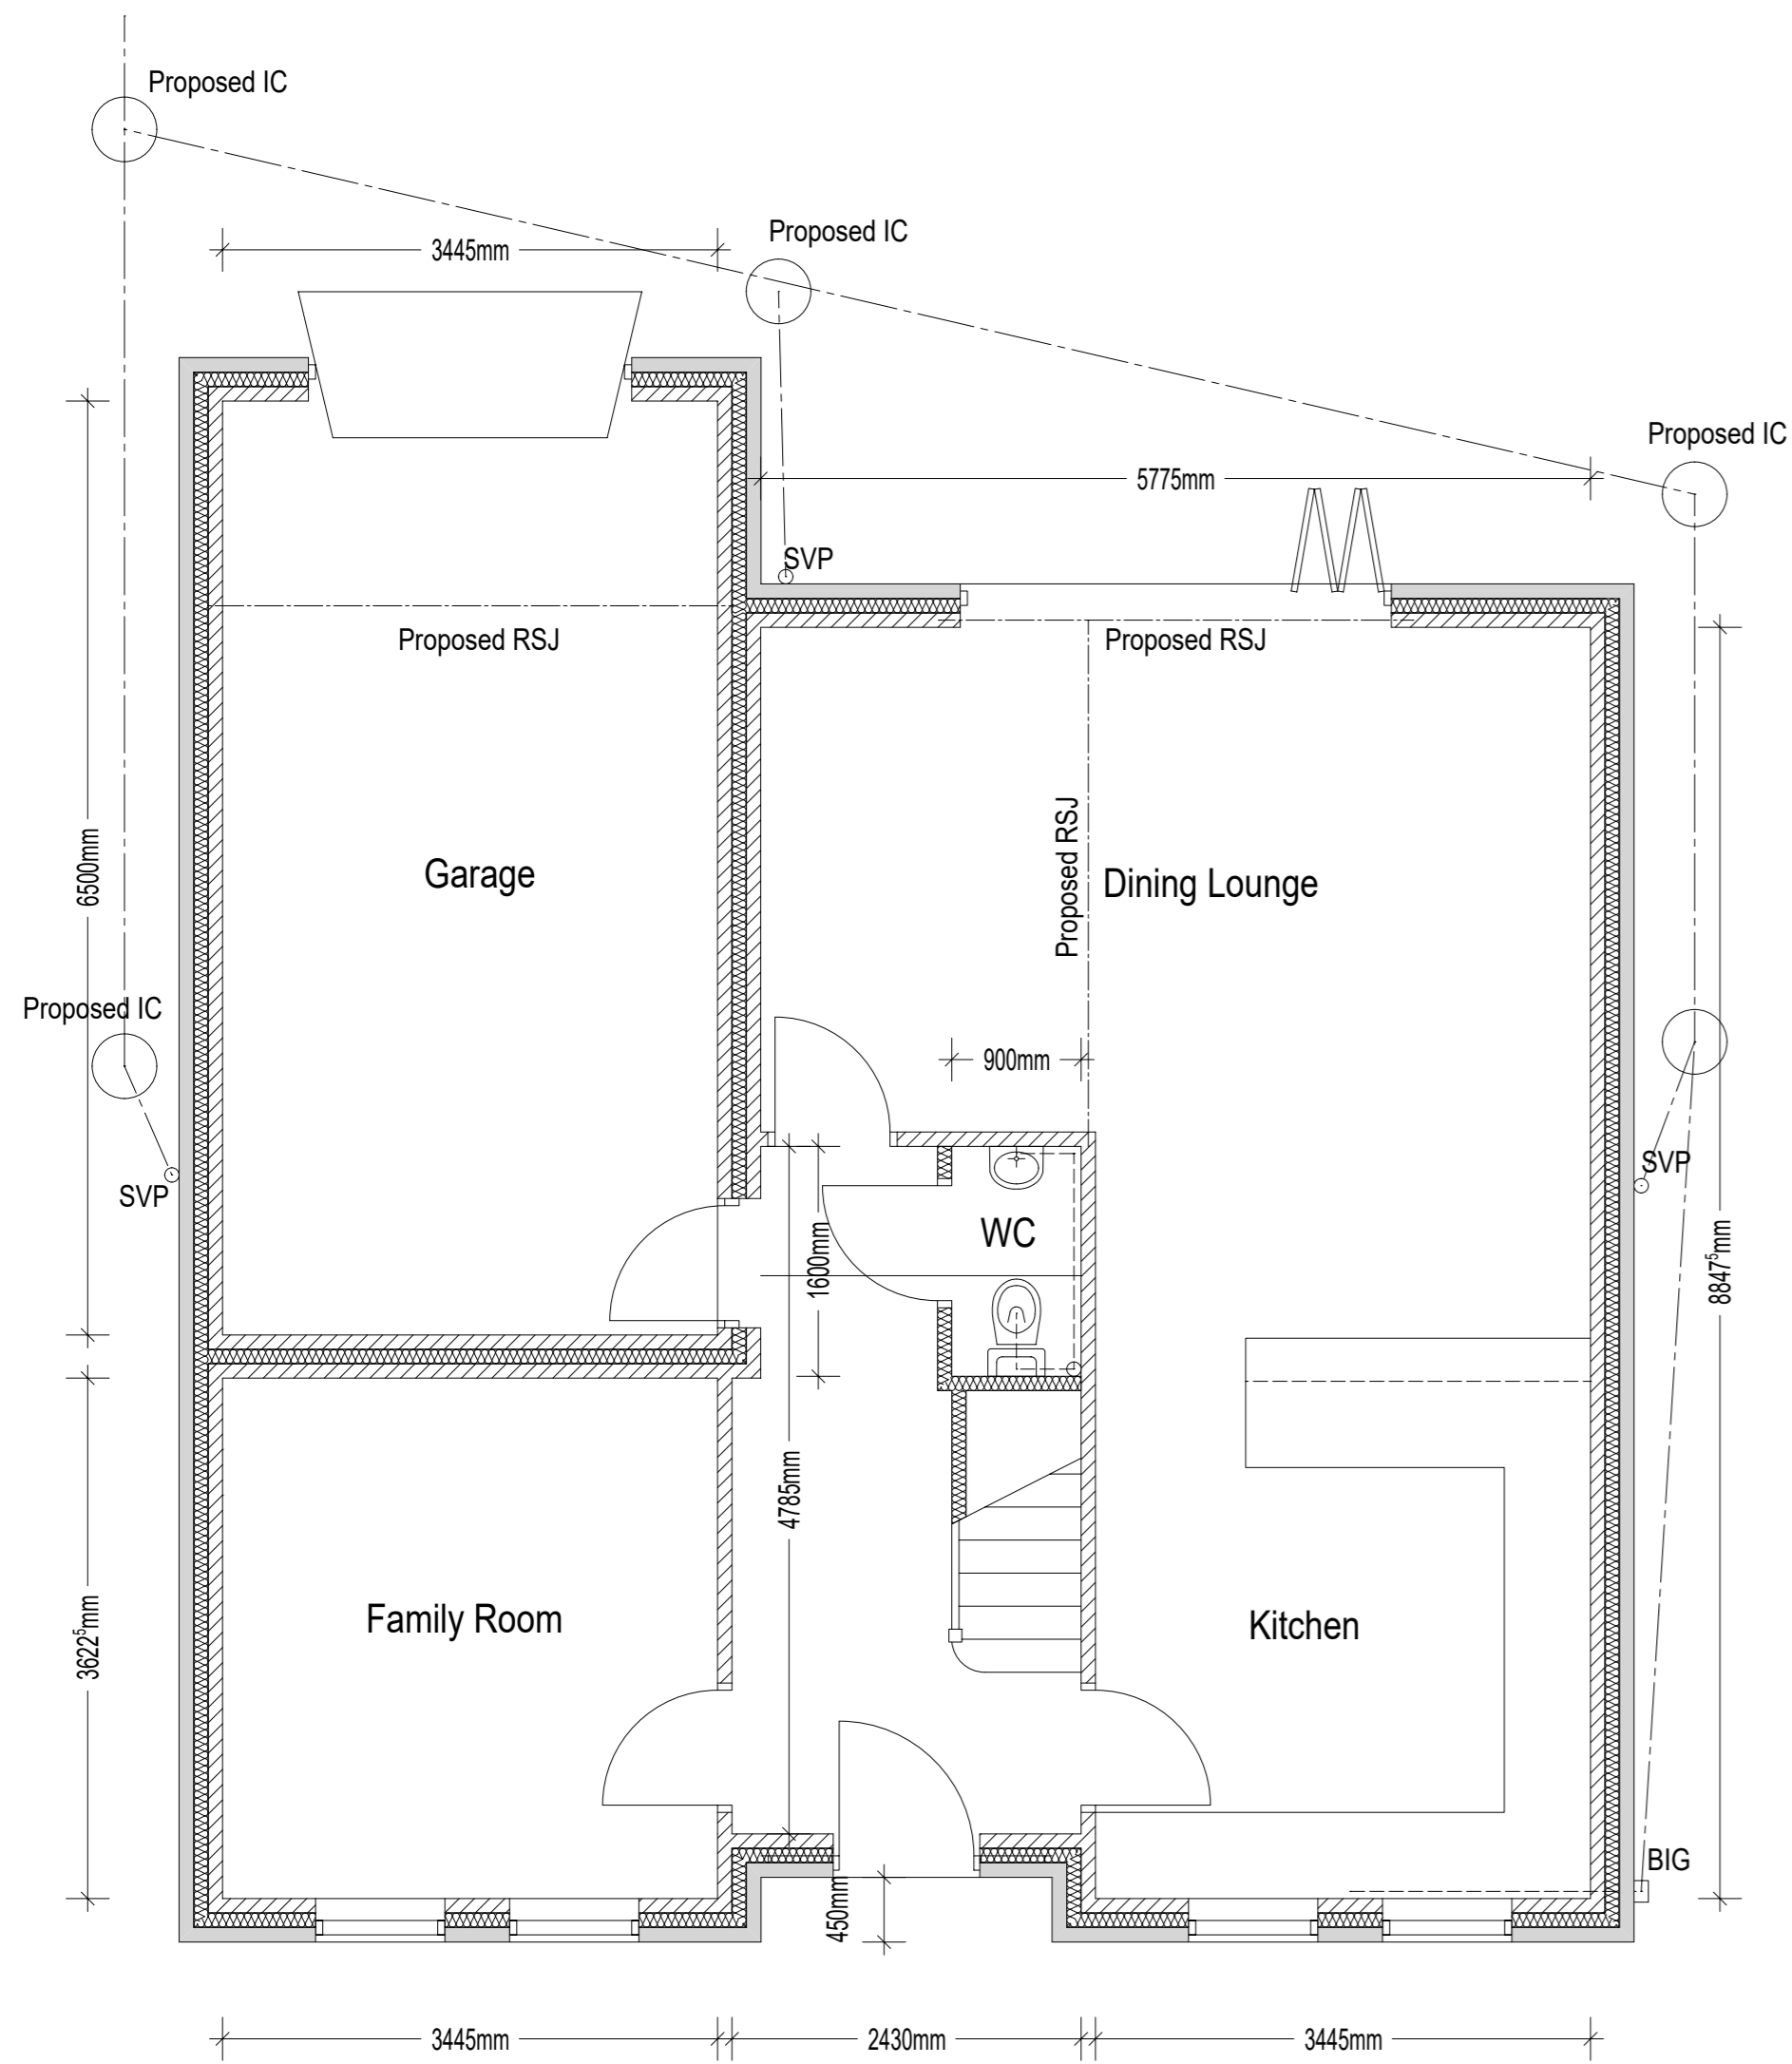 Proposed IC
Proposed IC
3445mm
Proposed IC
5775mm
SVP
Proposed RSJ
Proposed RSJ
6500mm
Garage
Proposed RSJ
Dining Lounge
Proposed IC
900mm
SVP
SVP
WC
1600mm
8847⁵mm
4785mm
3622⁵mm
Family Room
Kitchen
BIG
450mm
3445mm
2430mm
3445mm